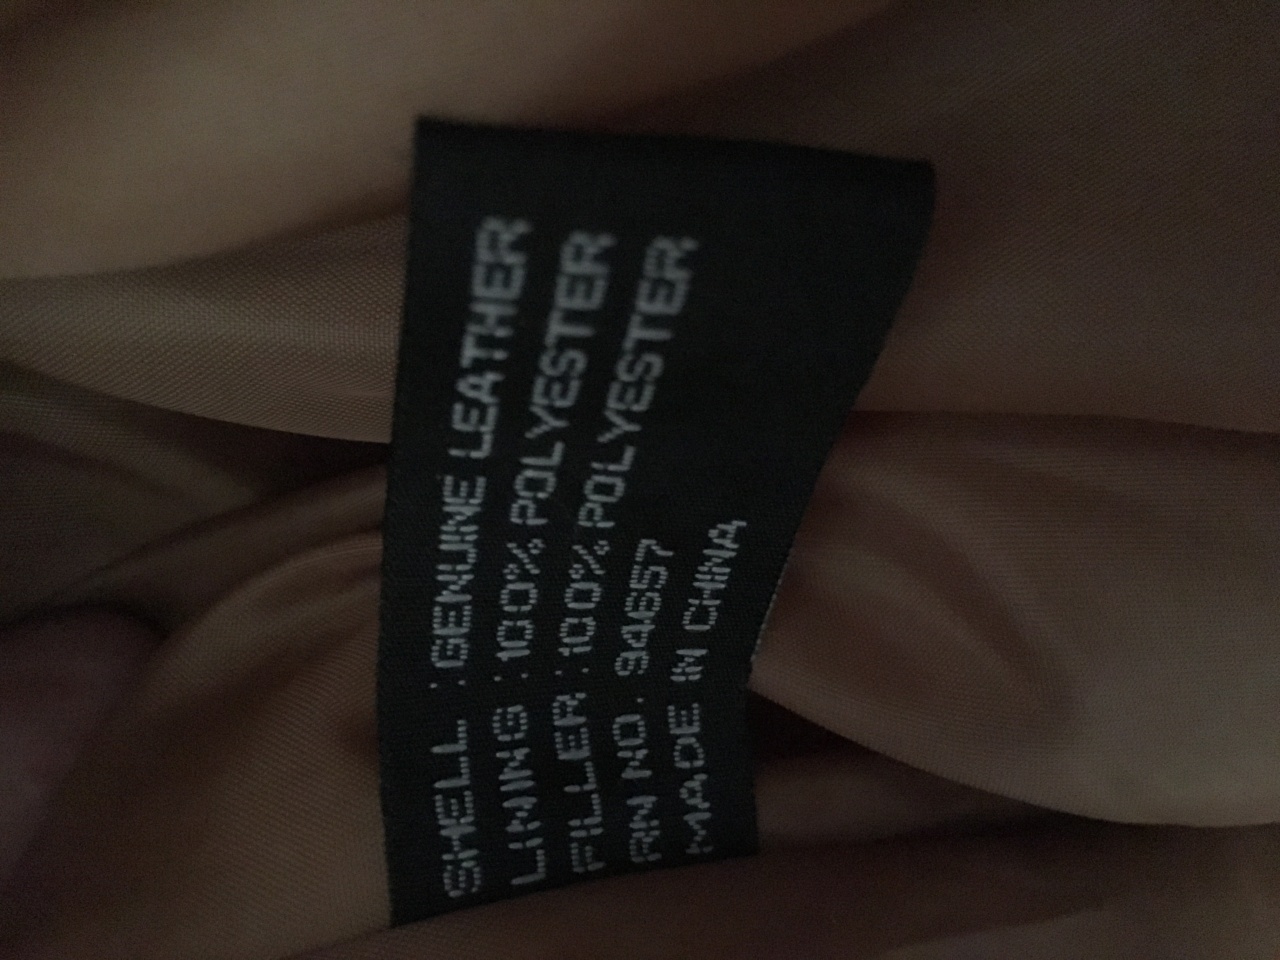 SHELL : GENUINE LEATHER
LINING : 100% POLYESTER
FILLER : 100% POLYESTER
RN NO. 94657
MADE IN CHINA